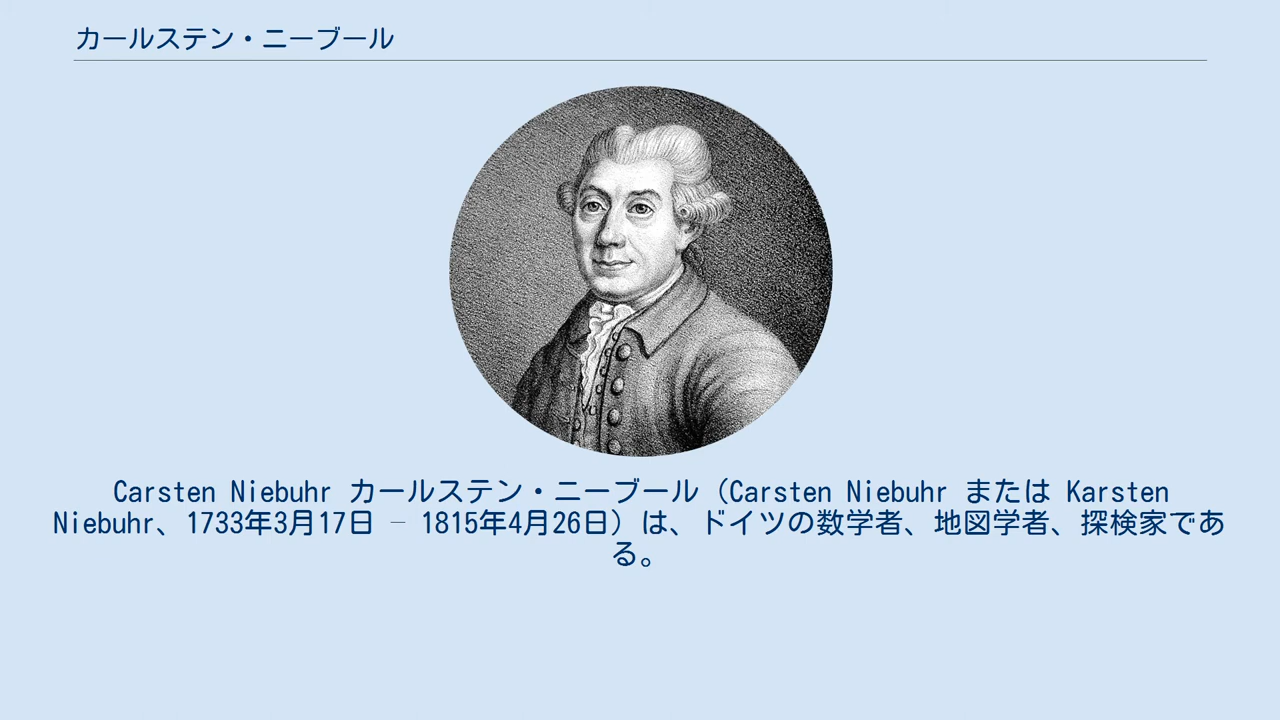 カールステン・ニーブール
Carsten Niebuhr カールステン・ニーブール（Carsten Niebuhr または Karsten
Niebuhr、1733年3月17日 – 1815年4月26日）は、ドイツの数学者、地図学者、探検家であ
る。